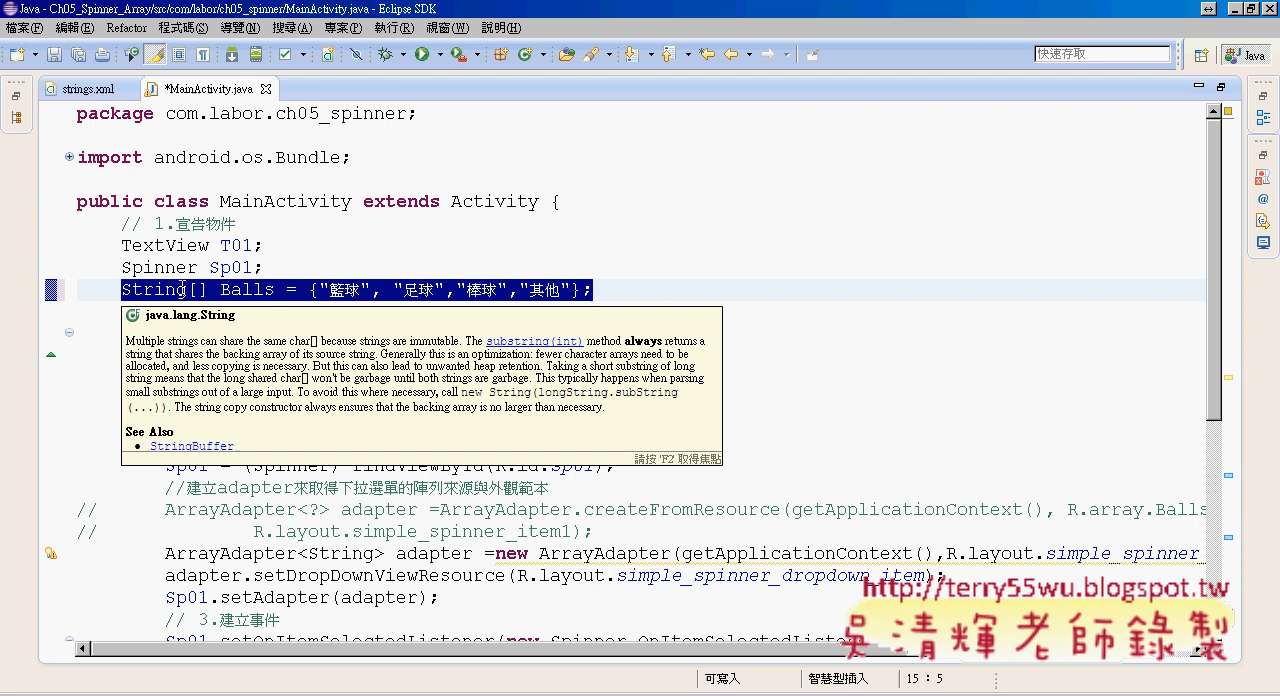 Java - Ch05_Spinner_Array/src/com/labor/ch05_spinner/MainActivity.java - Eclipse SDK
檔案(F) 編輯(E) Refactor 程式碼(S) 導覽(N) 搜尋(A) 專案(P) 執行(R) 視窗(W) 說明(H)
快速存取
Java
strings.xml
*MainActivity.java
package com.labor.ch05_spinner;
import android.os.Bundle;
public class MainActivity extends Activity {
// 1.宣告物件
TextView T01;
Spinner Sp01;
String[] Balls = {"籃球", "足球","棒球","其他"};
java.lang.String
Multiple strings can share the same char[] because strings are immutable. The substring(int) method always returns a
string that shares the backing array of its source string. Generally this is an optimization: fewer character arrays need to be
allocated, and less copying is necessary. But this can also lead to unwanted heap retention. Taking a short substring of long
string means that the long shared char[] won't be garbage until both strings are garbage. This typically happens when parsing
small substrings out of a large input. To avoid this where necessary, call new String(longString.subString
(...)). The string copy constructor always ensures that the backing array is no larger than necessary.
See Also
• StringBuffer
請按 'F2' 取得焦點
Sp01 = (Spinner) findViewById(R.id.Sp01);
//建立adapter來取得下拉選單的陣列來源與外觀範本
// ArrayAdapter<?> adapter =ArrayAdapter.createFromResource(getApplicationContext(), R.array.Balls
// R.layout.simple_spinner_item1);
ArrayAdapter<String> adapter =new ArrayAdapter(getApplicationContext(),R.layout.simple_spinner_
adapter.setDropDownViewResource(R.layout.simple_spinner_dropdown_item);
Sp01.setAdapter(adapter);
// 3.建立事件
Sp01.setOnItemSelectedListener(new Spinner.OnItemSelectedListe
http://terry55wu.blogspot.tw
吳清輝老師錄製
可寫入
智慧型插入
15 : 5